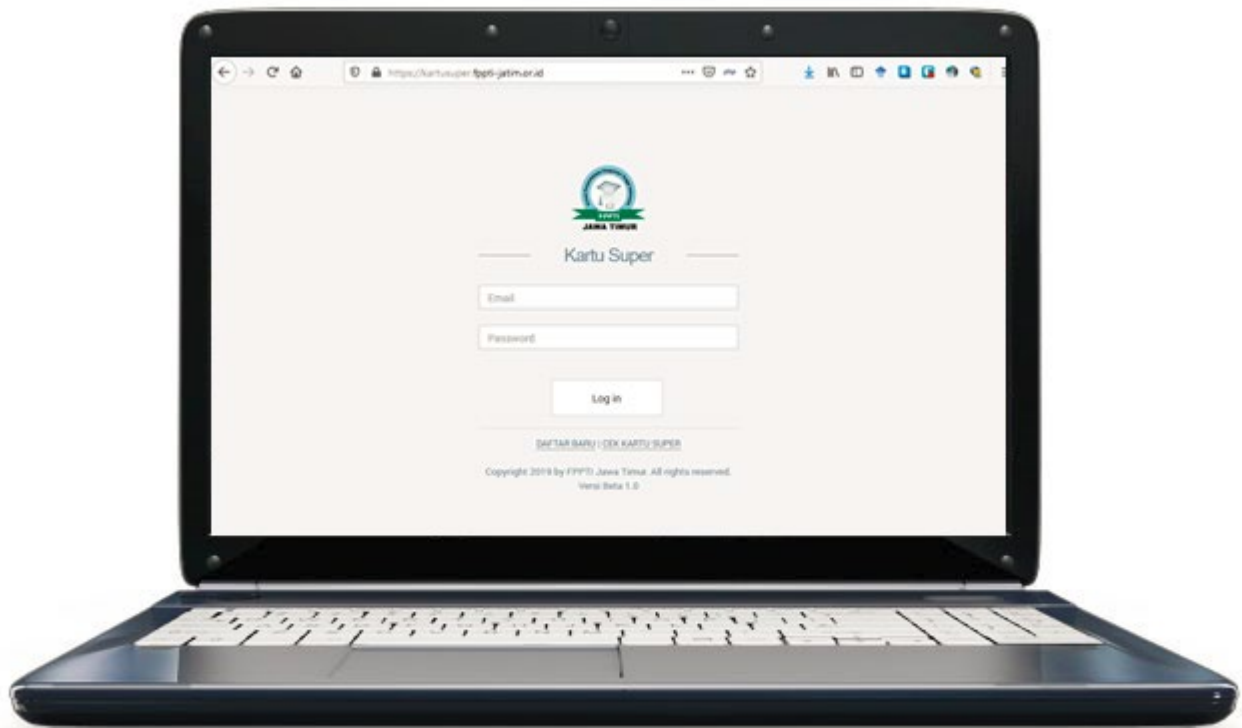 https://kartusuper.fppti-jatim.or.id
FPPTI
JAWA TIMUR
Kartu Super
Email
Password
Log in
DAFTAR BARU | CEK KARTU SUPER
Copyright 2019 by FPPTI Jawa Timur. All rights reserved.
Versi Beta 1.0